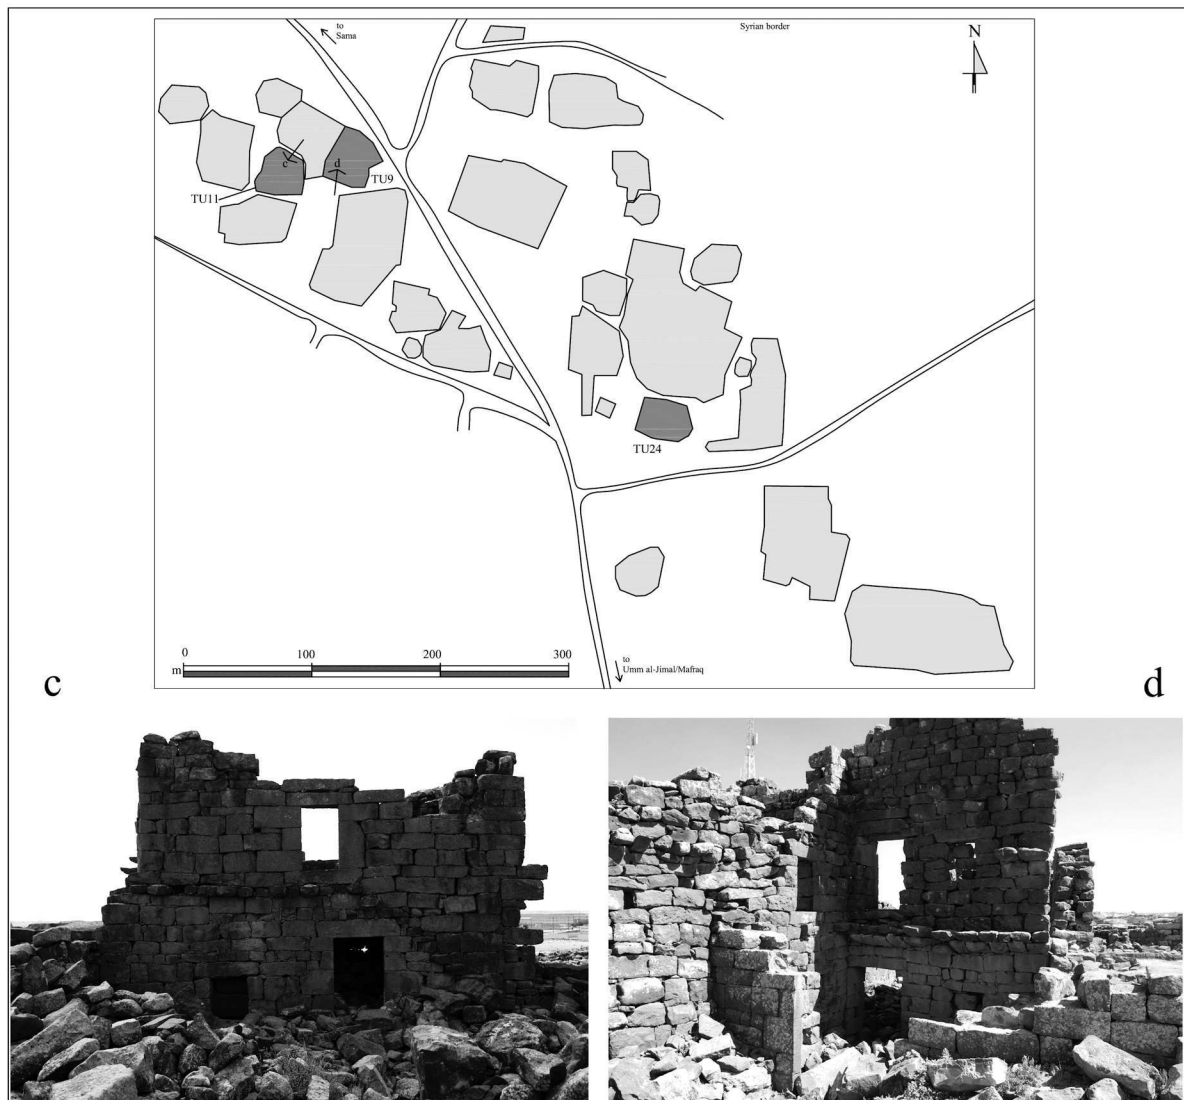 to
Sama
Syrian border
N
c
d
TU9
TU11
TU24
0
100
200
300
m
to
Umm al-Jimal/Mafraq
c
d